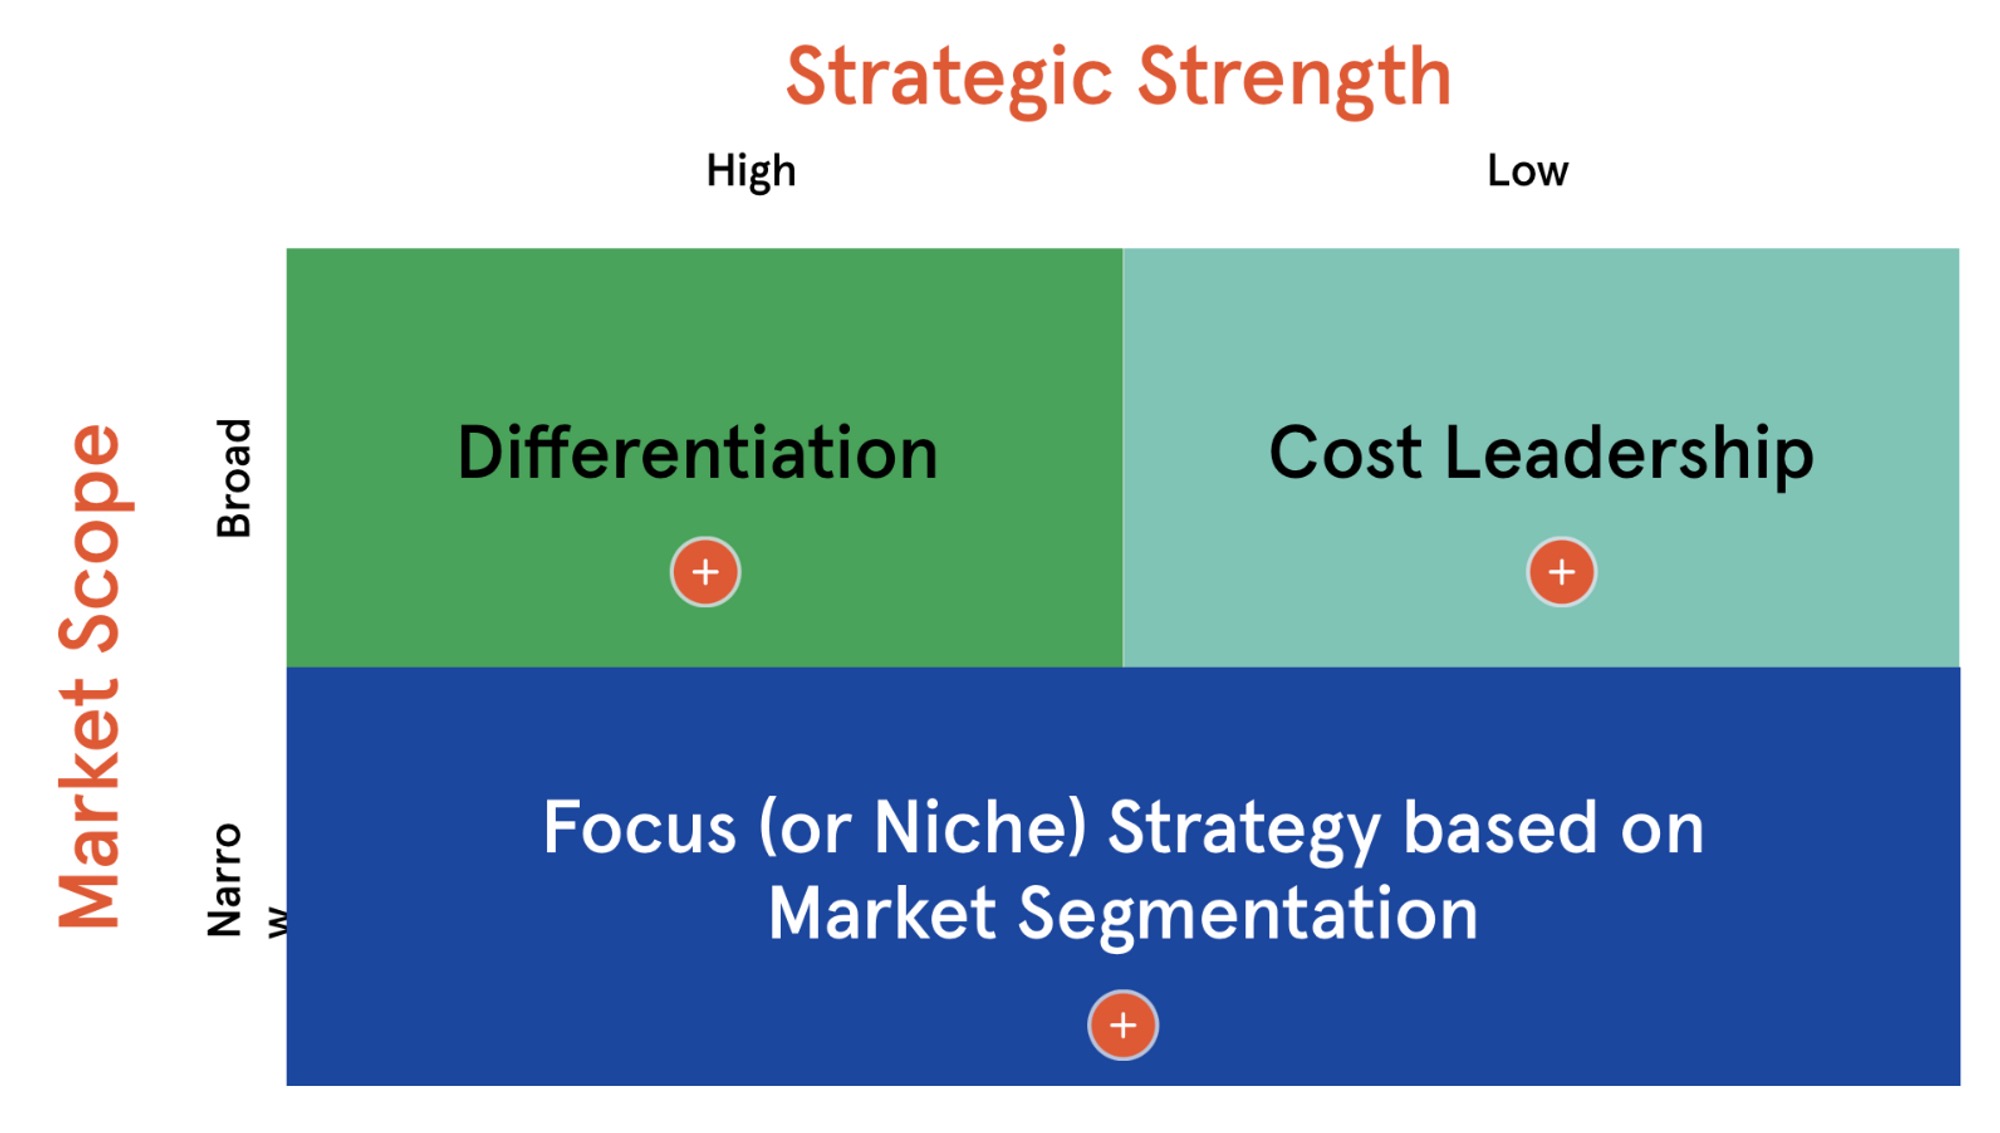 Strategic Strength
High
Low
Market Scope
Broad
Differentiation
Cost Leadership
Narro
w
Focus (or Niche) Strategy based on
Market Segmentation